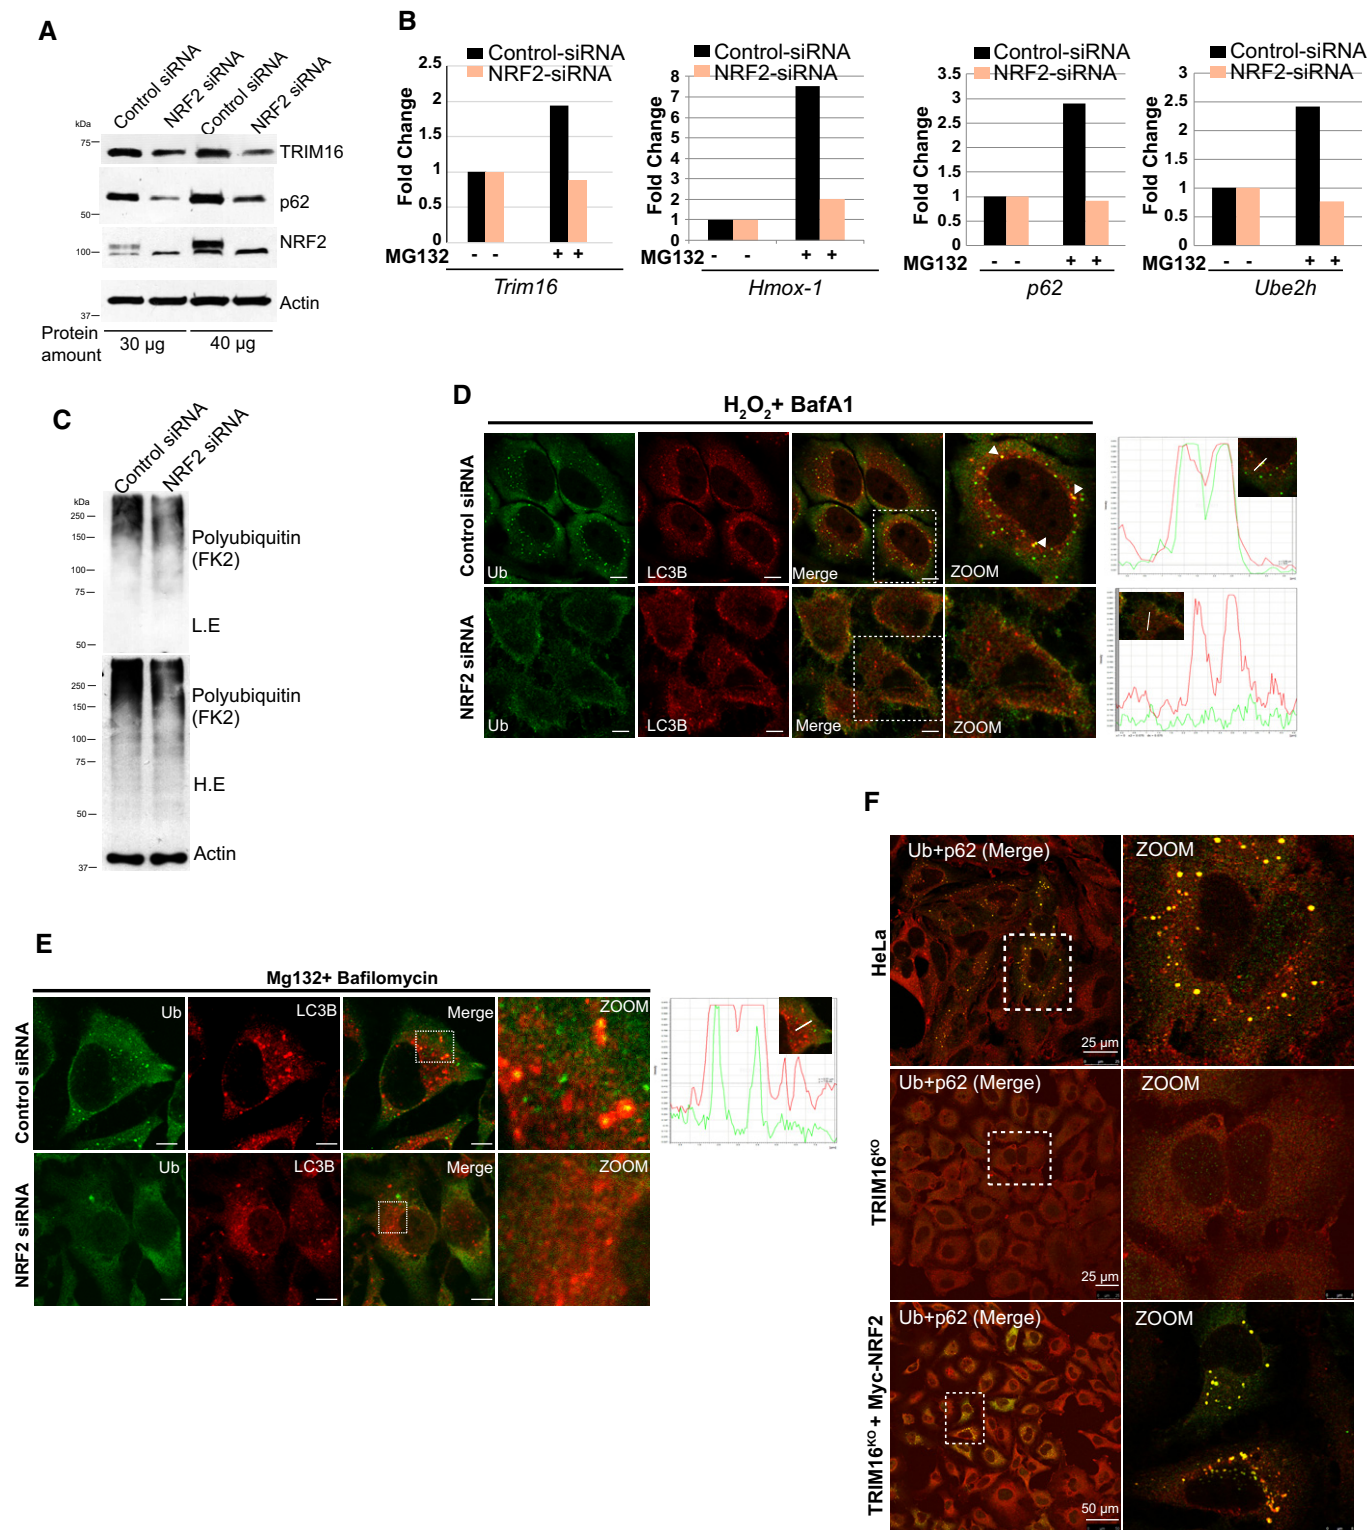 A
Control siRNA
NRF2 siRNA
Control siRNA
NRF2 siRNA
kDa
75
TRIM16
p62
50
NRF2
100
Actin
37
Protein amount
30 µg
40 µg
B
Control-siRNA
NRF2-siRNA
Fold Change
2.5
2
1.5
1
0.5
0
MG132
- - + +
Trim16
Control-siRNA
NRF2-siRNA
Fold Change
8
7
6
5
4
3
2
1
0
MG132
- - + +
Hmox-1
Control-siRNA
NRF2-siRNA
Fold Change
3.5
3
2.5
2
1.5
1
0.5
0
MG132
- - + +
p62
Control-siRNA
NRF2-siRNA
Fold Change
3
2.5
2
1.5
1
0.5
0
MG132
- - + +
Ube2h
C
Control siRNA
NRF2 siRNA
kDa
250
150
100
75
50
Polyubiquitin
(FK2)
L.E
250
150
100
75
50
Polyubiquitin
(FK2)
H.E
Actin
37
D
H2O2+ BafA1
Control siRNA
Ub
LC3B
Merge
ZOOM
NRF2 siRNA
Ub
LC3B
Merge
ZOOM
E
Mg132+ Bafilomycin
Control siRNA
Ub
LC3B
Merge
ZOOM
NRF2 siRNA
Ub
LC3B
Merge
ZOOM
F
HeLa
Ub+p62 (Merge)
25 µm
ZOOM
TRIM16KO
Ub+p62 (Merge)
25 µm
ZOOM
TRIM16KO + Myc-NRF2
Ub+p62 (Merge)
50 µm
ZOOM